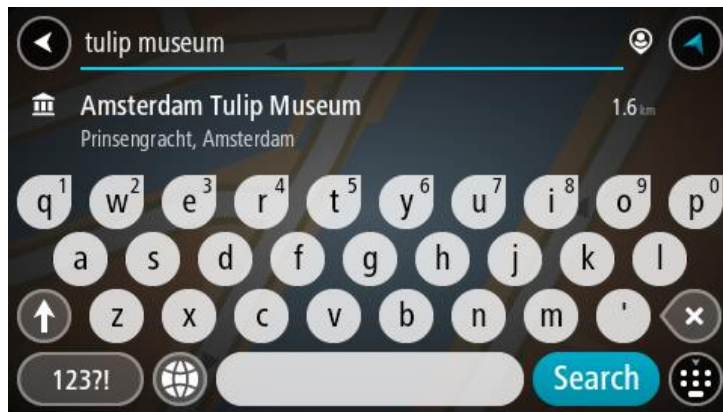 tulip museum
Amsterdam Tulip Museum 1.6 km
Prinsengracht, Amsterdam
q1 w2 e3 r4 t5 y6 u7 i8 o9 p0
a s d f g h j k l
z x c v b n m '
123?! Search